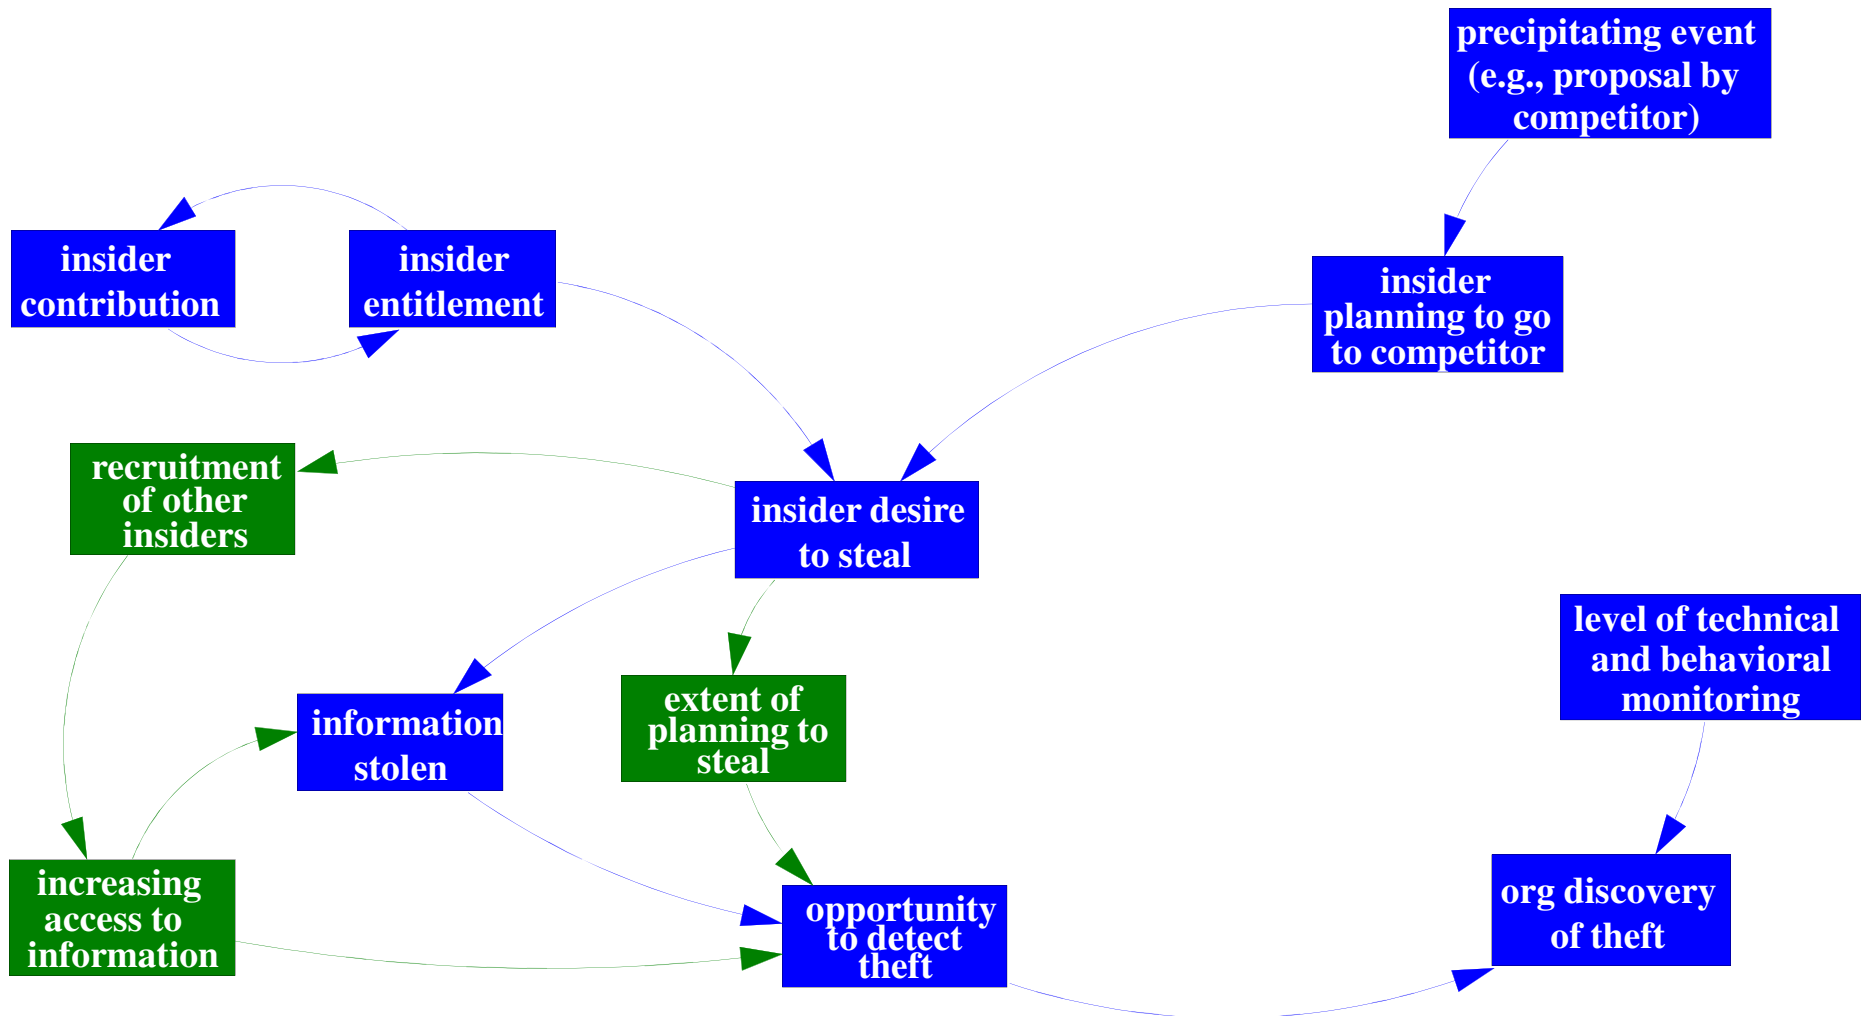 precipitating event
(e.g., proposal by
competitor)
insider
contribution
insider
entitlement
insider
planning to go
to competitor
recruitment
of other
insiders
insider desire
to steal
level of technical
and behavioral
monitoring
information
stolen
extent of
planning to
steal
increasing
access to
information
opportunity
to detect
theft
org discovery
of theft